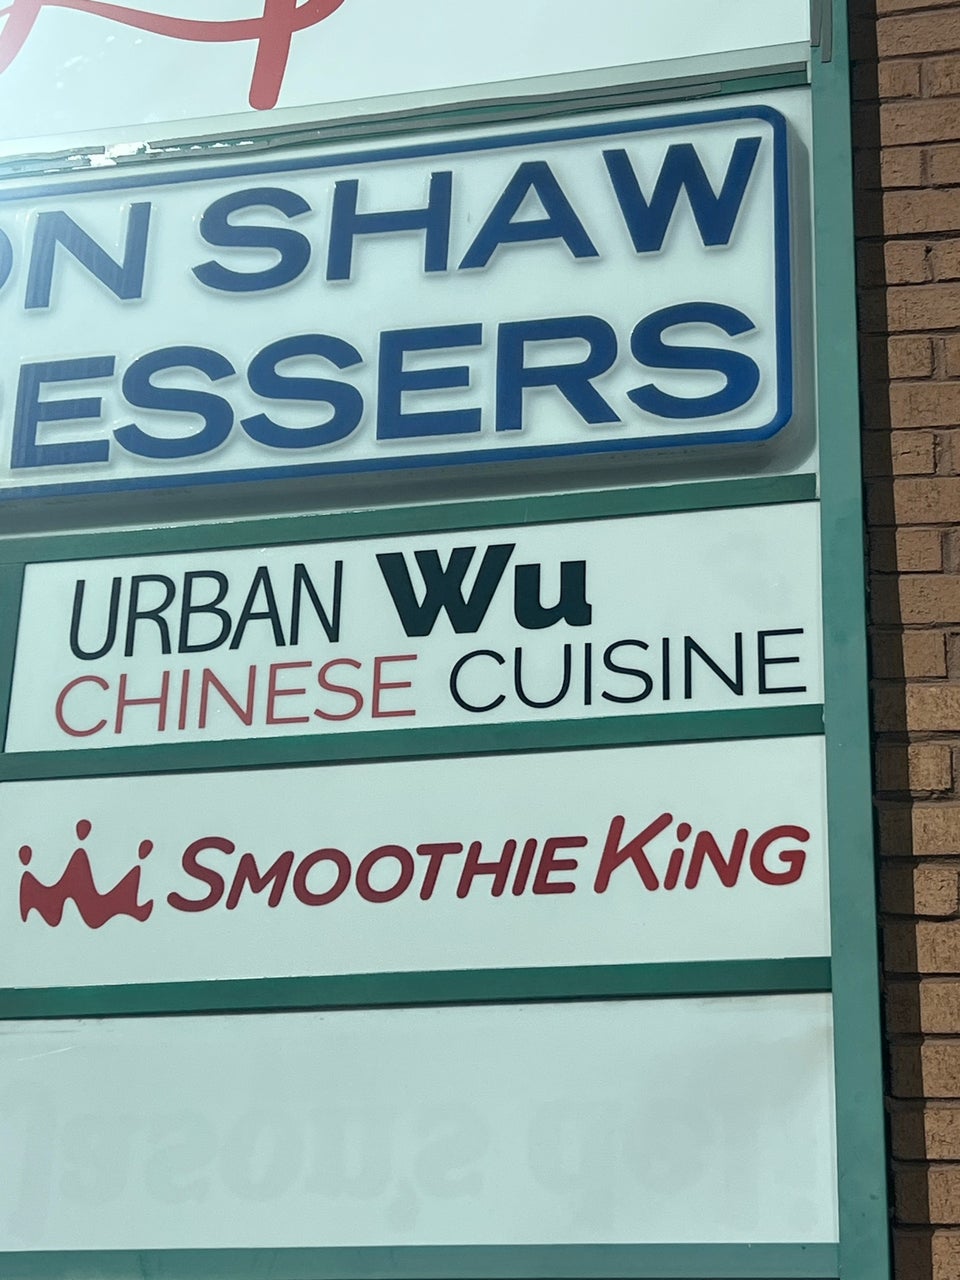 ON SHAW
ESSERS
URBAN Wu
CHINESE CUISINE
SMOOTHIE KiNG